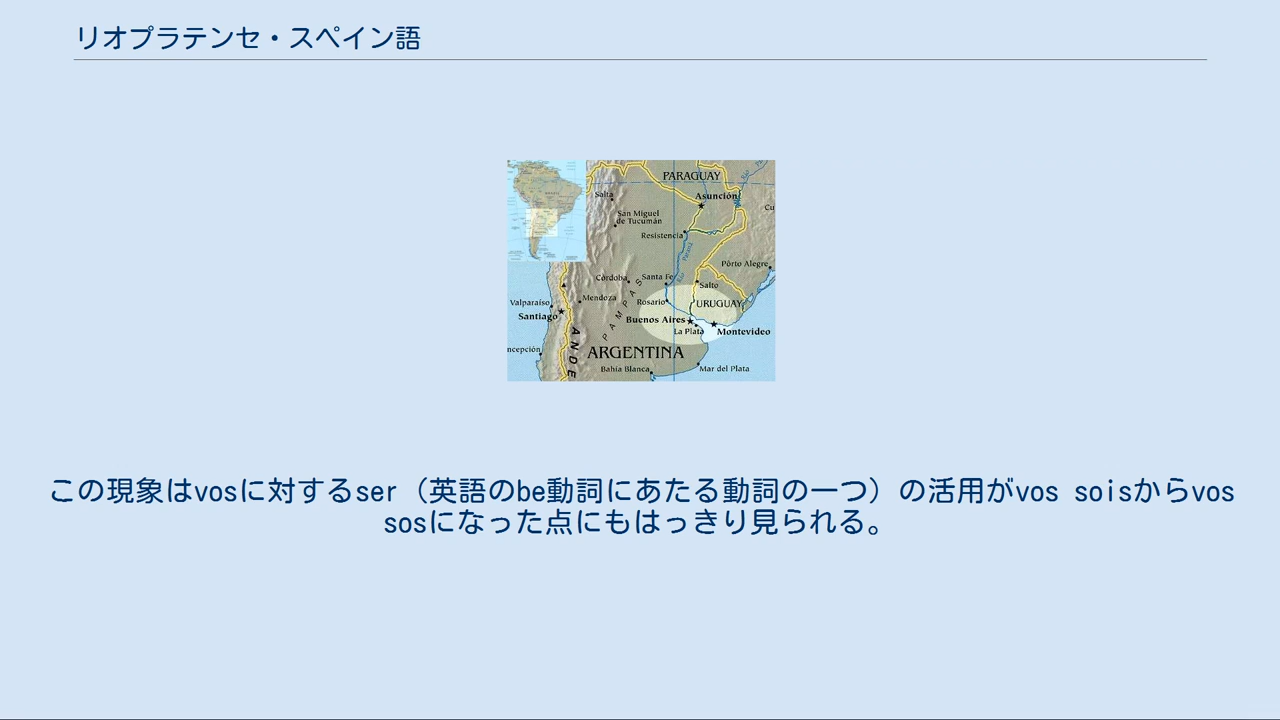 リオプラテンセ・スペイン語
PARAGUAY
Asunción
Salta
San Miguel
de Tucumán
Resistencia
Cu
Pôrto Alegre
Córdoba
Santa Fe
Salto
Mendoza
Rosario
URUGUAY
Valparaíso
Santiago
PAMPAS
Buenos Aires
La Plata
Montevideo
ncepción
ANDE
ARGENTINA
Bahía Blanca
Mar del Plata
この現象はvosに対するser（英語のbe動詞にあたる動詞の一つ）の活用がvos soisからvos
sosになった点にもはっきり見られる。